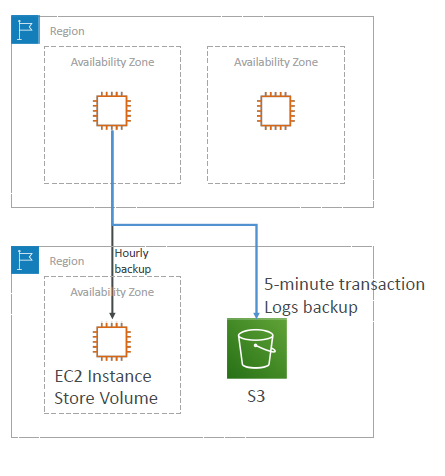 Region
Availability Zone
Availability Zone
Region
Hourly
backup
Availability Zone
5-minute transaction
Logs backup
EC2 Instance
Store Volume
S3